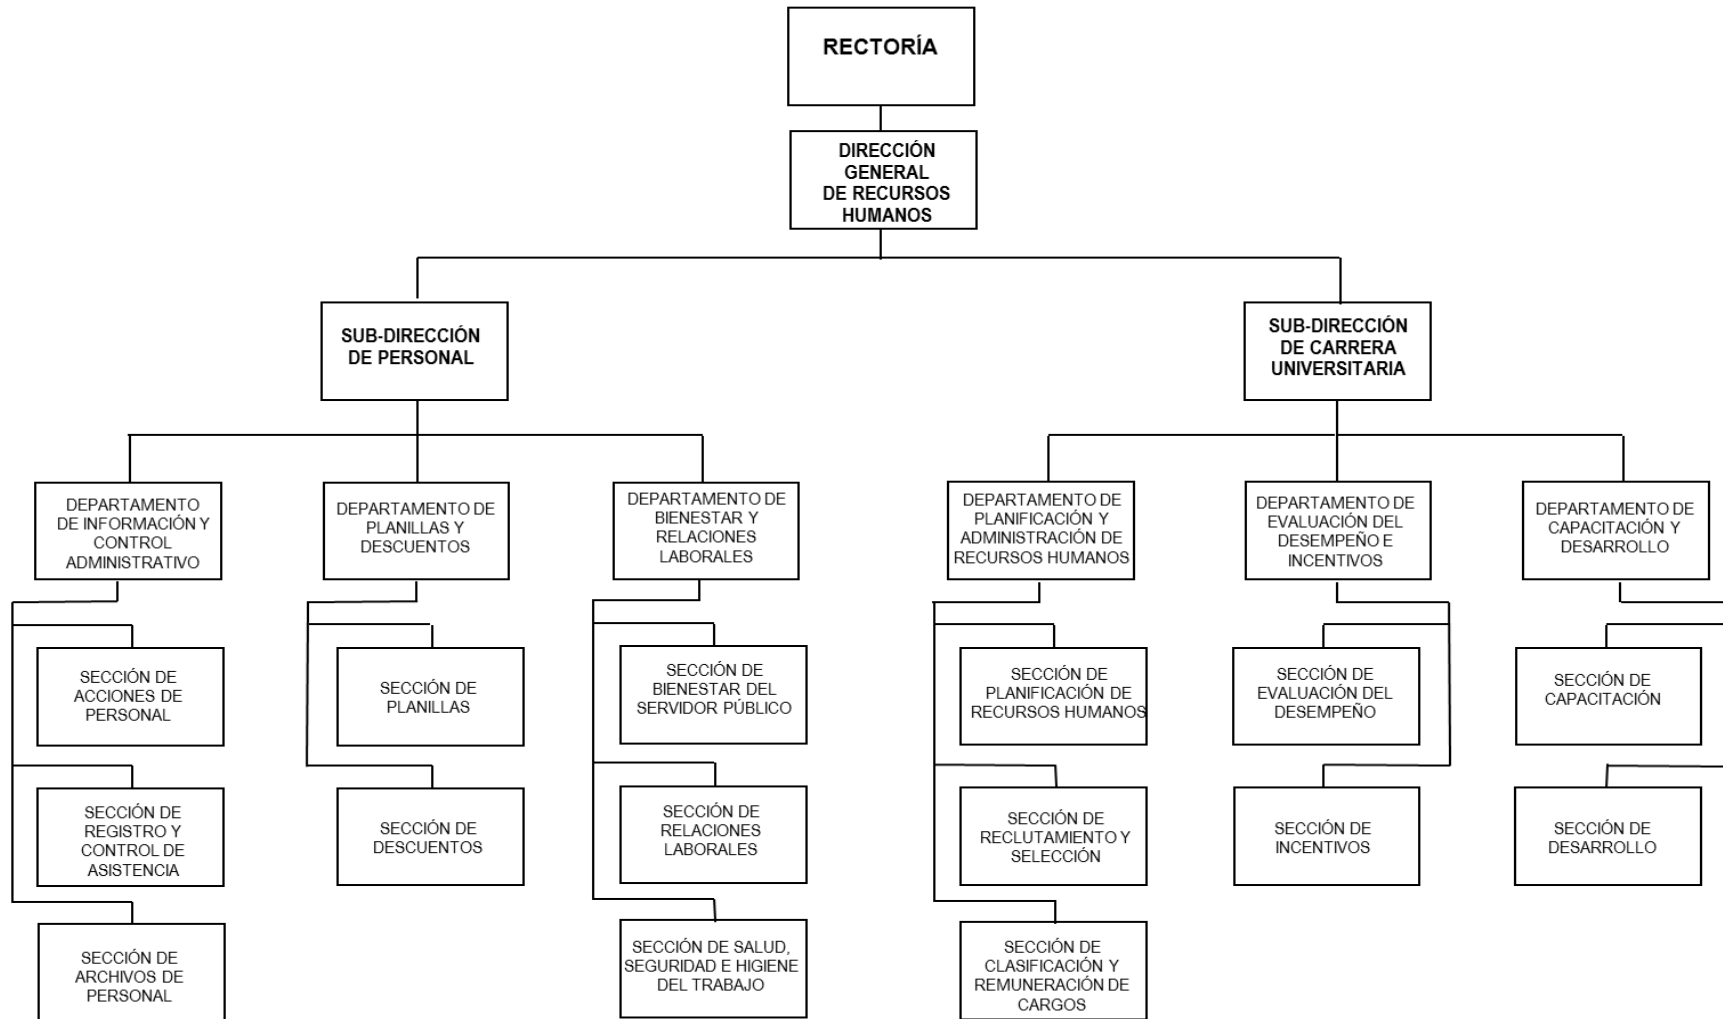 RECTORÍA
DIRECCIÓN
GENERAL
DE RECURSOS
HUMANOS
SUB-DIRECCIÓN
DE PERSONAL
SUB-DIRECCIÓN
DE CARRERA
UNIVERSITARIA
DEPARTAMENTO
DE INFORMACIÓN Y
CONTROL
ADMINISTRATIVO
DEPARTAMENTO DE
PLANILLAS Y
DESCUENTOS
DEPARTAMENTO DE
BIENESTAR Y
RELACIONES
LABORALES
DEPARTAMENTO DE
PLANIFICACIÓN Y
ADMINISTRACIÓN DE
RECURSOS HUMANOS
DEPARTAMENTO DE
EVALUACIÓN DEL
DESEMPEÑO E
INCENTIVOS
DEPARTAMENTO DE
CAPACITACIÓN Y
DESARROLLO
SECCIÓN DE
ACCIONES DE
PERSONAL
SECCIÓN DE
PLANILLAS
SECCIÓN DE
BIENESTAR DEL
SERVIDOR PÚBLICO
SECCIÓN DE
PLANIFICACIÓN DE
RECURSOS HUMANOS
SECCIÓN DE
EVALUACIÓN DEL
DESEMPEÑO
SECCIÓN DE
CAPACITACIÓN
SECCIÓN DE
REGISTRO Y
CONTROL DE
ASISTENCIA
SECCIÓN DE
DESCUENTOS
SECCIÓN DE
RELACIONES
LABORALES
SECCIÓN DE
RECLUTAMIENTO Y
SELECCIÓN
SECCIÓN DE
INCENTIVOS
SECCIÓN DE
DESARROLLO
SECCIÓN DE
ARCHIVOS DE
PERSONAL
SECCIÓN DE SALUD,
SEGURIDAD E HIGIENE
DEL TRABAJO
SECCIÓN DE
CLASIFICACIÓN Y
REMUNERACIÓN DE
CARGOS